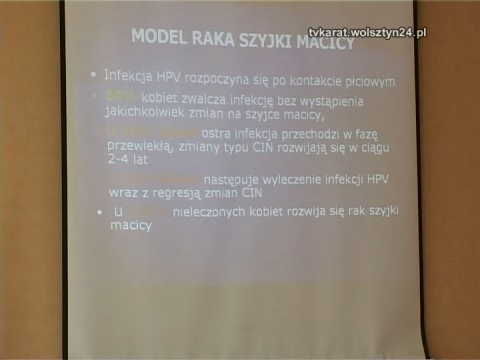 tvkarat.wolsztyn24.pl
MODEL RAKA SZYJKI MACICY
• Infekcja HPV rozpoczyna się po kontakcie płciowym
• kobiet zwalcza infekcję bez wystąpienia
jakichkolwiek zmian na szyjce macicy,
ostra infekcja przechodzi w fazę
przewlekłą, zmiany typu CIN rozwijają się w ciągu
2-4 lat
następuje wyleczenie infekcji HPV
wraz z regresją zmian CIN
• U nieleczonych kobiet rozwija się rak szyjki
macicy